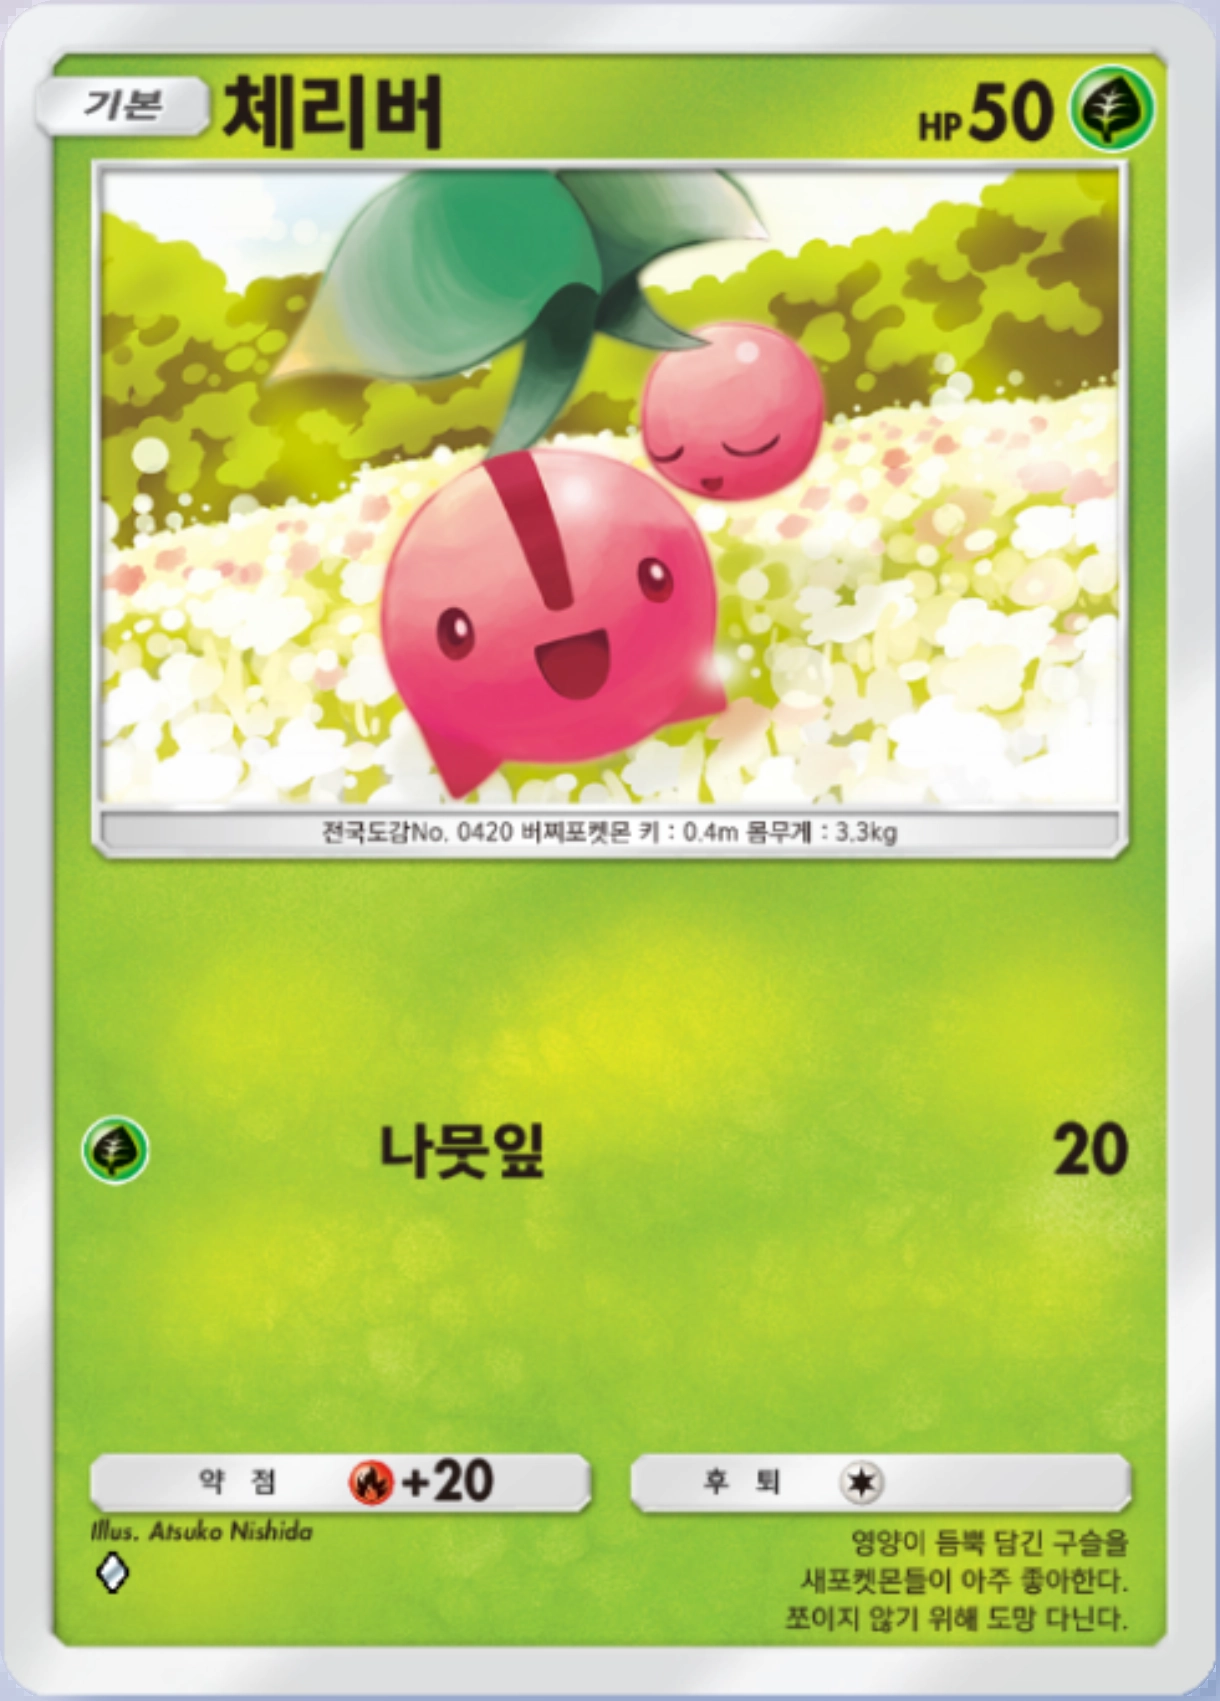 기본 체리버 HP 50
전국도감No. 0420 버찌포켓몬 키 : 0.4m 몸무게 : 3.3kg
나뭇잎 20
약점 +20 후퇴
Illus. Atsuko Nishida
영양이 듬뿍 담긴 구슬을
새포켓몬들이 아주 좋아한다.
쪼이지 않기 위해 도망 다닌다.